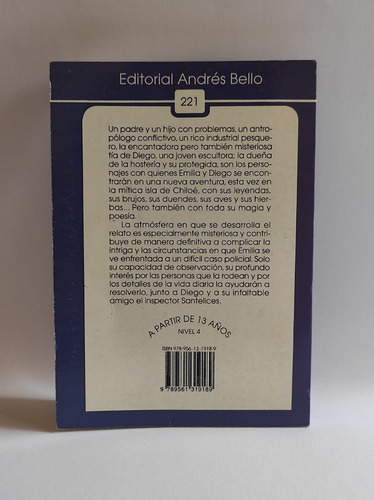 Editorial Andrés Bello
221
Un padre y un hijo con problemas, un antro-
pólogo conflictivo, un rico industrial pesque-
ro, la encantadora pero también misteriosa
tía de Diego, una joven escultora; la dueña
de la hostería y su protegida, son los perso-
najes con quienes Emilia y Diego se encon-
trarán en una nueva aventura, esta vez en
la mítica isla de Chiloé, con sus leyendas,
sus brujos, sus duendes, sus aves y sus hier-
bas... Pero también con toda su magia y
poesía.
La atmósfera en que se desarrolla el
relato es especialmente misteriosa y contri-
buye de manera definitiva a complicar la
intriga y las circunstancias en que Emilia se
ve enfrentada a un difícil caso policial. Solo
su capacidad de observación, su profundo
interés por las personas que la rodean y por
los detalles de la vida diaria la ayudarán a
resolverlo, junto a Diego y a su infaltable
amigo el inspector Santelices.
A PARTIR DE 13 AÑOS
NIVEL 4
ISBN 978-956-13-1918-9
9 789561 319189